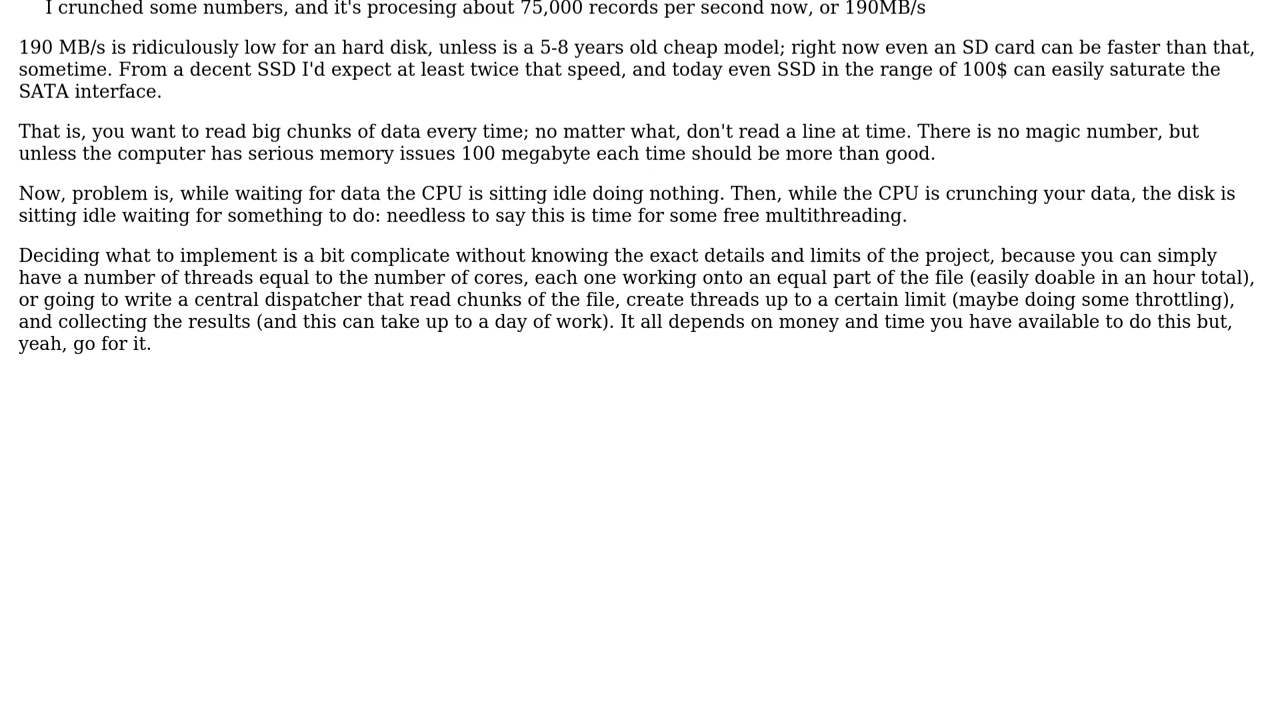 I crunched some numbers, and it's procesing about 75,000 records per second now, or 190MB/s
190 MB/s is ridiculously low for an hard disk, unless is a 5-8 years old cheap model; right now even an SD card can be faster than that,
sometime. From a decent SSD I'd expect at least twice that speed, and today even SSD in the range of 100$ can easily saturate the
SATA interface.
That is, you want to read big chunks of data every time; no matter what, don't read a line at time. There is no magic number, but
unless the computer has serious memory issues 100 megabyte each time should be more than good.
Now, problem is, while waiting for data the CPU is sitting idle doing nothing. Then, while the CPU is crunching your data, the disk is
sitting idle waiting for something to do: needless to say this is time for some free multithreading.
Deciding what to implement is a bit complicate without knowing the exact details and limits of the project, because you can simply
have a number of threads equal to the number of cores, each one working onto an equal part of the file (easily doable in an hour total),
or going to write a central dispatcher that read chunks of the file, create threads up to a certain limit (maybe doing some throttling),
and collecting the results (and this can take up to a day of work). It all depends on money and time you have available to do this but,
yeah, go for it.